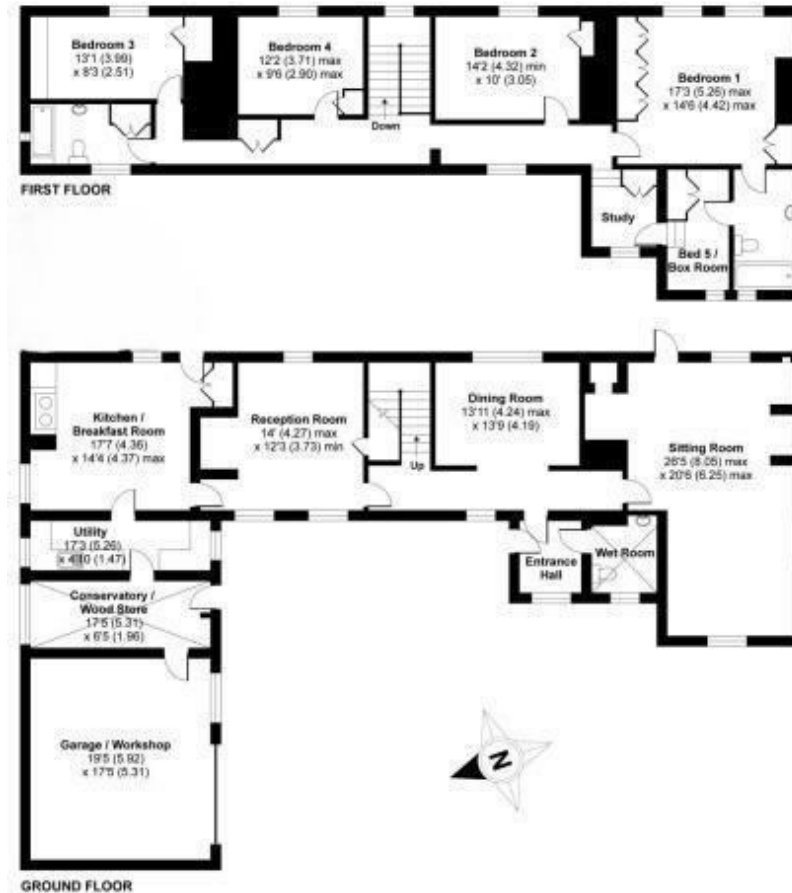 Bedroom 3
13'1 (3.99)
x 8'3 (2.51)
Bedroom 4
12'2 (3.71) max
x 9'6 (2.90) max
Down
Bedroom 2
14'2 (4.32) min
x 10' (3.05)
Bedroom 1
17'3 (5.26) max
x 14'6 (4.42) max
FIRST FLOOR
Study
Bed 5 /
Box Room
Kitchen /
Breakfast Room
17'7 (4.36)
x 14'4 (4.37) max
Reception Room
14' (4.27) max
x 12'3 (3.73) min
Up
Dining Room
13'11 (4.24) max
x 13'9 (4.19)
Sitting Room
26'5 (8.05) max
x 20'6 (6.25) max
Utility
17'3 (5.26)
x 4'10 (1.47)
Entrance
Hall
Wet Room
Conservatory /
Wood Store
17'5 (5.31)
x 6'5 (1.96)
Garage / Workshop
19'5 (5.92)
x 17'5 (5.31)
N
GROUND FLOOR